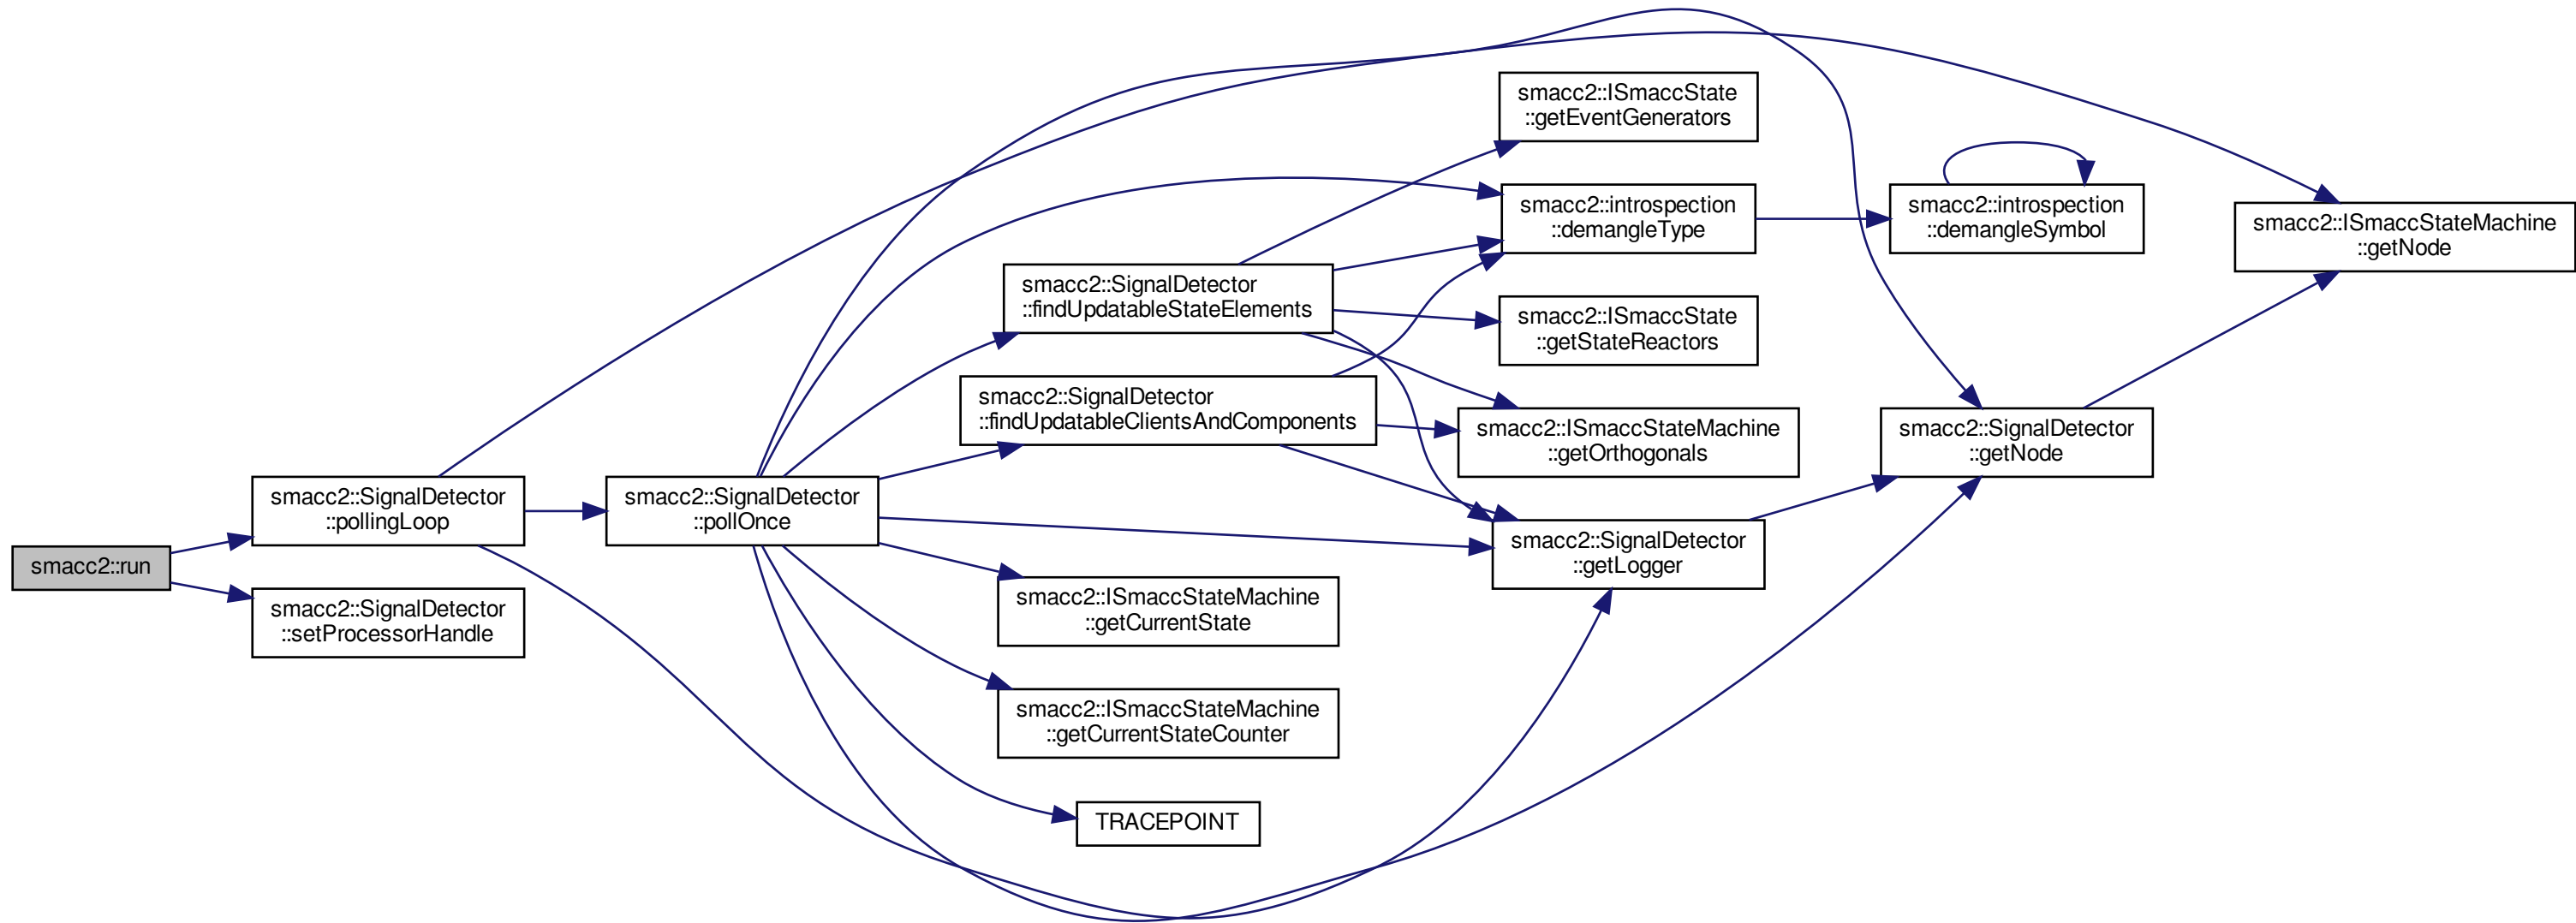 smacc2::run
smacc2::SignalDetector
::pollingLoop
smacc2::SignalDetector
::setProcessorHandle
smacc2::SignalDetector
::pollOnce
smacc2::SignalDetector
::findUpdatableStateElements
smacc2::SignalDetector
::findUpdatableClientsAndComponents
smacc2::ISmaccStateMachine
::getCurrentState
smacc2::ISmaccStateMachine
::getCurrentStateCounter
TRACEPOINT
smacc2::ISmaccState
::getEventGenerators
smacc2::introspection
::demangleType
smacc2::ISmaccState
::getStateReactors
smacc2::ISmaccStateMachine
::getOrthogonals
smacc2::SignalDetector
::getLogger
smacc2::introspection
::demangleSymbol
smacc2::SignalDetector
::getNode
smacc2::ISmaccStateMachine
::getNode